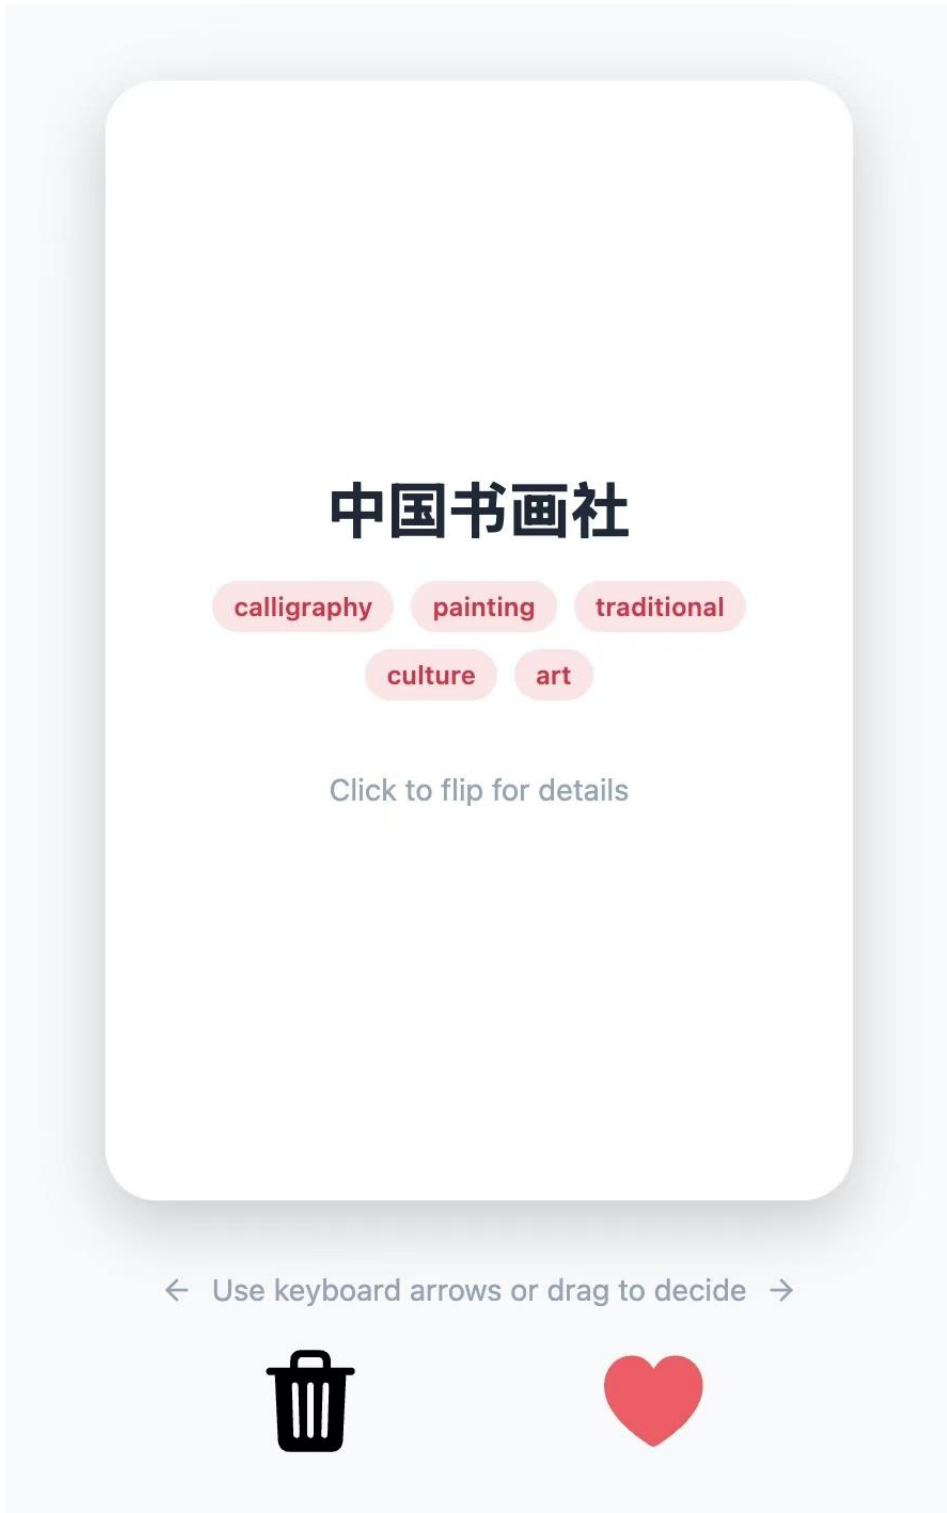 中国书画社
calligraphy painting traditional
culture art
Click to flip for details
← Use keyboard arrows or drag to decide →